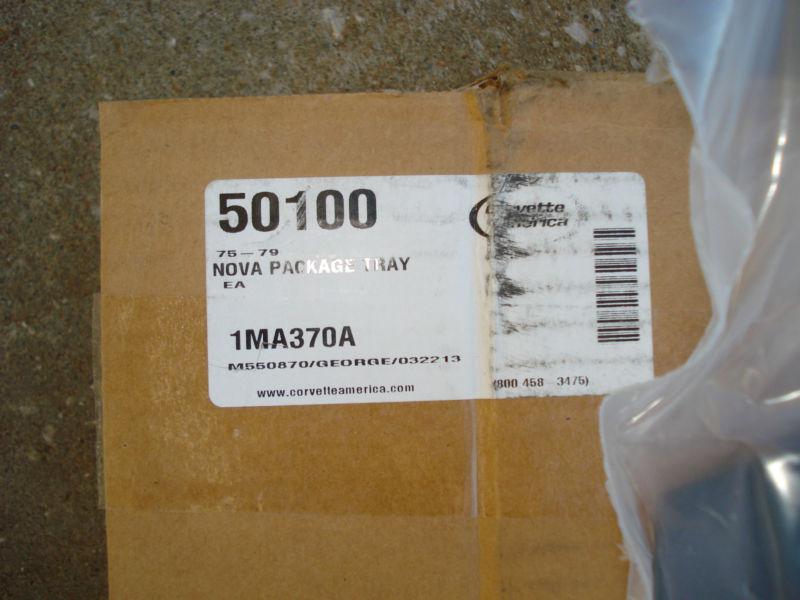 50100
Corvette America
75-79
NOVA PACKAGE TRAY
EA
1MA370A
M550870/GEORGE/032213
www.corvetteamerica.com
(800 458-3475)